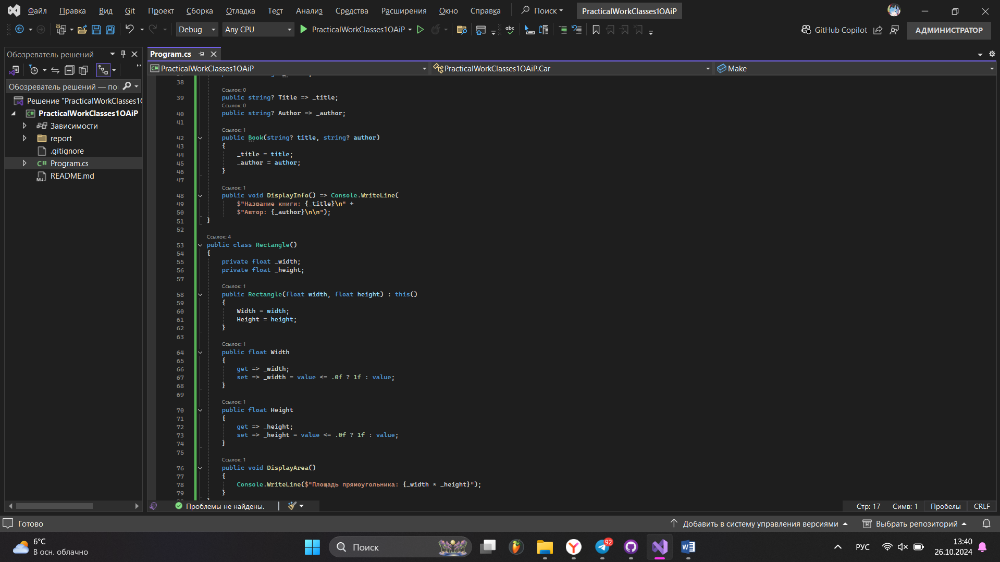 Файл Правка Вид Git Проект Сборка Отладка Тест Анализ Средства Расширения Окно Справка Поиск PracticalWorkClasses1OAiP
Debug Any CPU PracticalWorkClasses1OAiP GitHub Copilot АДМИНИСТРАТОР
Обозреватель решений
Program.cs
PracticalWorkClasses1OAiP PracticalWorkClasses1OAiP.Car Make
Обозреватель решений — пои
Решение "PracticalWorkClasses1O
PracticalWorkClasses1OAiP
Зависимости
report
.gitignore
Program.cs
README.md
38
Ссылок: 0
39 public string? Title => _title;
Ссылок: 0
40 public string? Author => _author;
41
Ссылок: 1
42 public Book(string? title, string? author)
43 {
44 _title = title;
45 _author = author;
46 }
47
Ссылок: 1
48 public void DisplayInfo() => Console.WriteLine(
49 $"Название книги: {_title}\n" +
50 $"Автор: {_author}\n\n");
51 }
52
Ссылок: 4
53 public class Rectangle()
54 {
55 private float _width;
56 private float _height;
57
Ссылок: 1
58 public Rectangle(float width, float height) : this()
59 {
60 Width = width;
61 Height = height;
62 }
63
Ссылок: 1
64 public float Width
65 {
66 get => _width;
67 set => _width = value <= .0f ? 1f : value;
68 }
69
Ссылок: 1
70 public float Height
71 {
72 get => _height;
73 set => _height = value <= .0f ? 1f : value;
74 }
75
Ссылок: 1
76 public void DisplayArea()
77 {
78 Console.WriteLine($"Площадь прямоугольника: {_width * _height}");
79 }
Проблемы не найдены. Стр: 17 Симв: 1 Пробелы CRLF
Готово Добавить в систему управления версиями Выбрать репозиторий
6°C
В осн. облачно
Поиск
92
РУС
13:40
26.10.2024